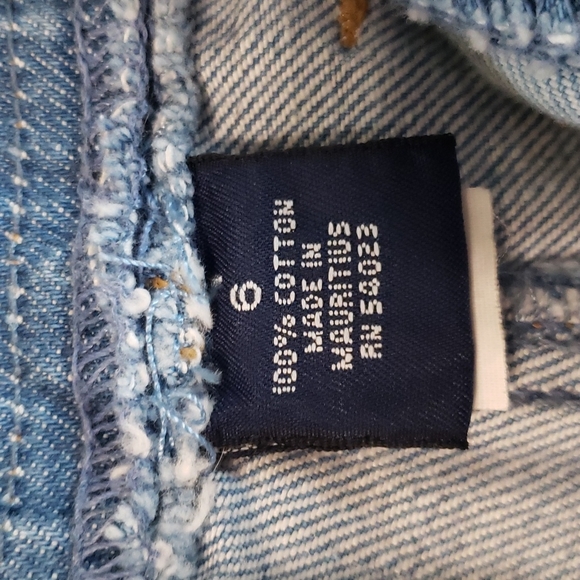 6
100% COTTON
MADE IN
MAURITIUS
RN 54023